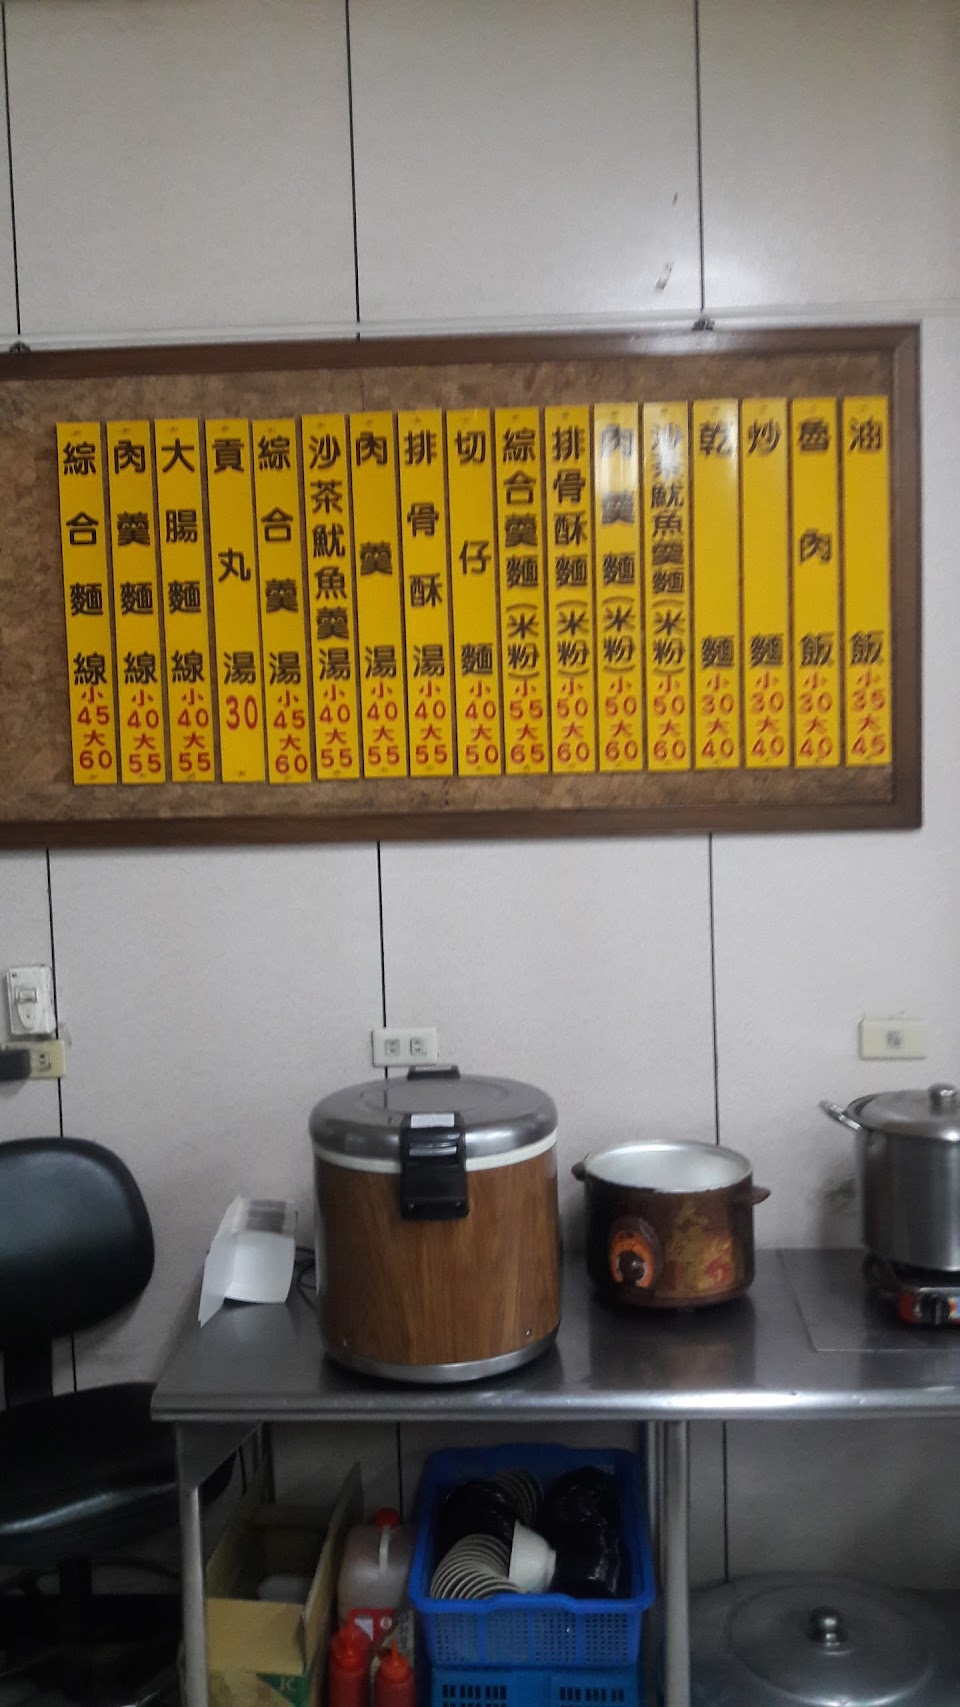 油飯小35大45
魯肉飯小30大40
炒麵小30大40
乾麵小30大40
沙茶魷魚羹麵(米粉)小50大60
肉羹麵(米粉)小50大60
排骨酥麵(米粉)小50大60
綜合羹麵(米粉)小55大65
切仔麵小40大50
排骨酥湯小40大55
肉羹湯小40大55
沙茶魷魚羹湯小40大55
綜合羹湯小45大60
貢丸湯30
大腸麵線小40大55
肉羹麵線小40大55
綜合麵線小45大60